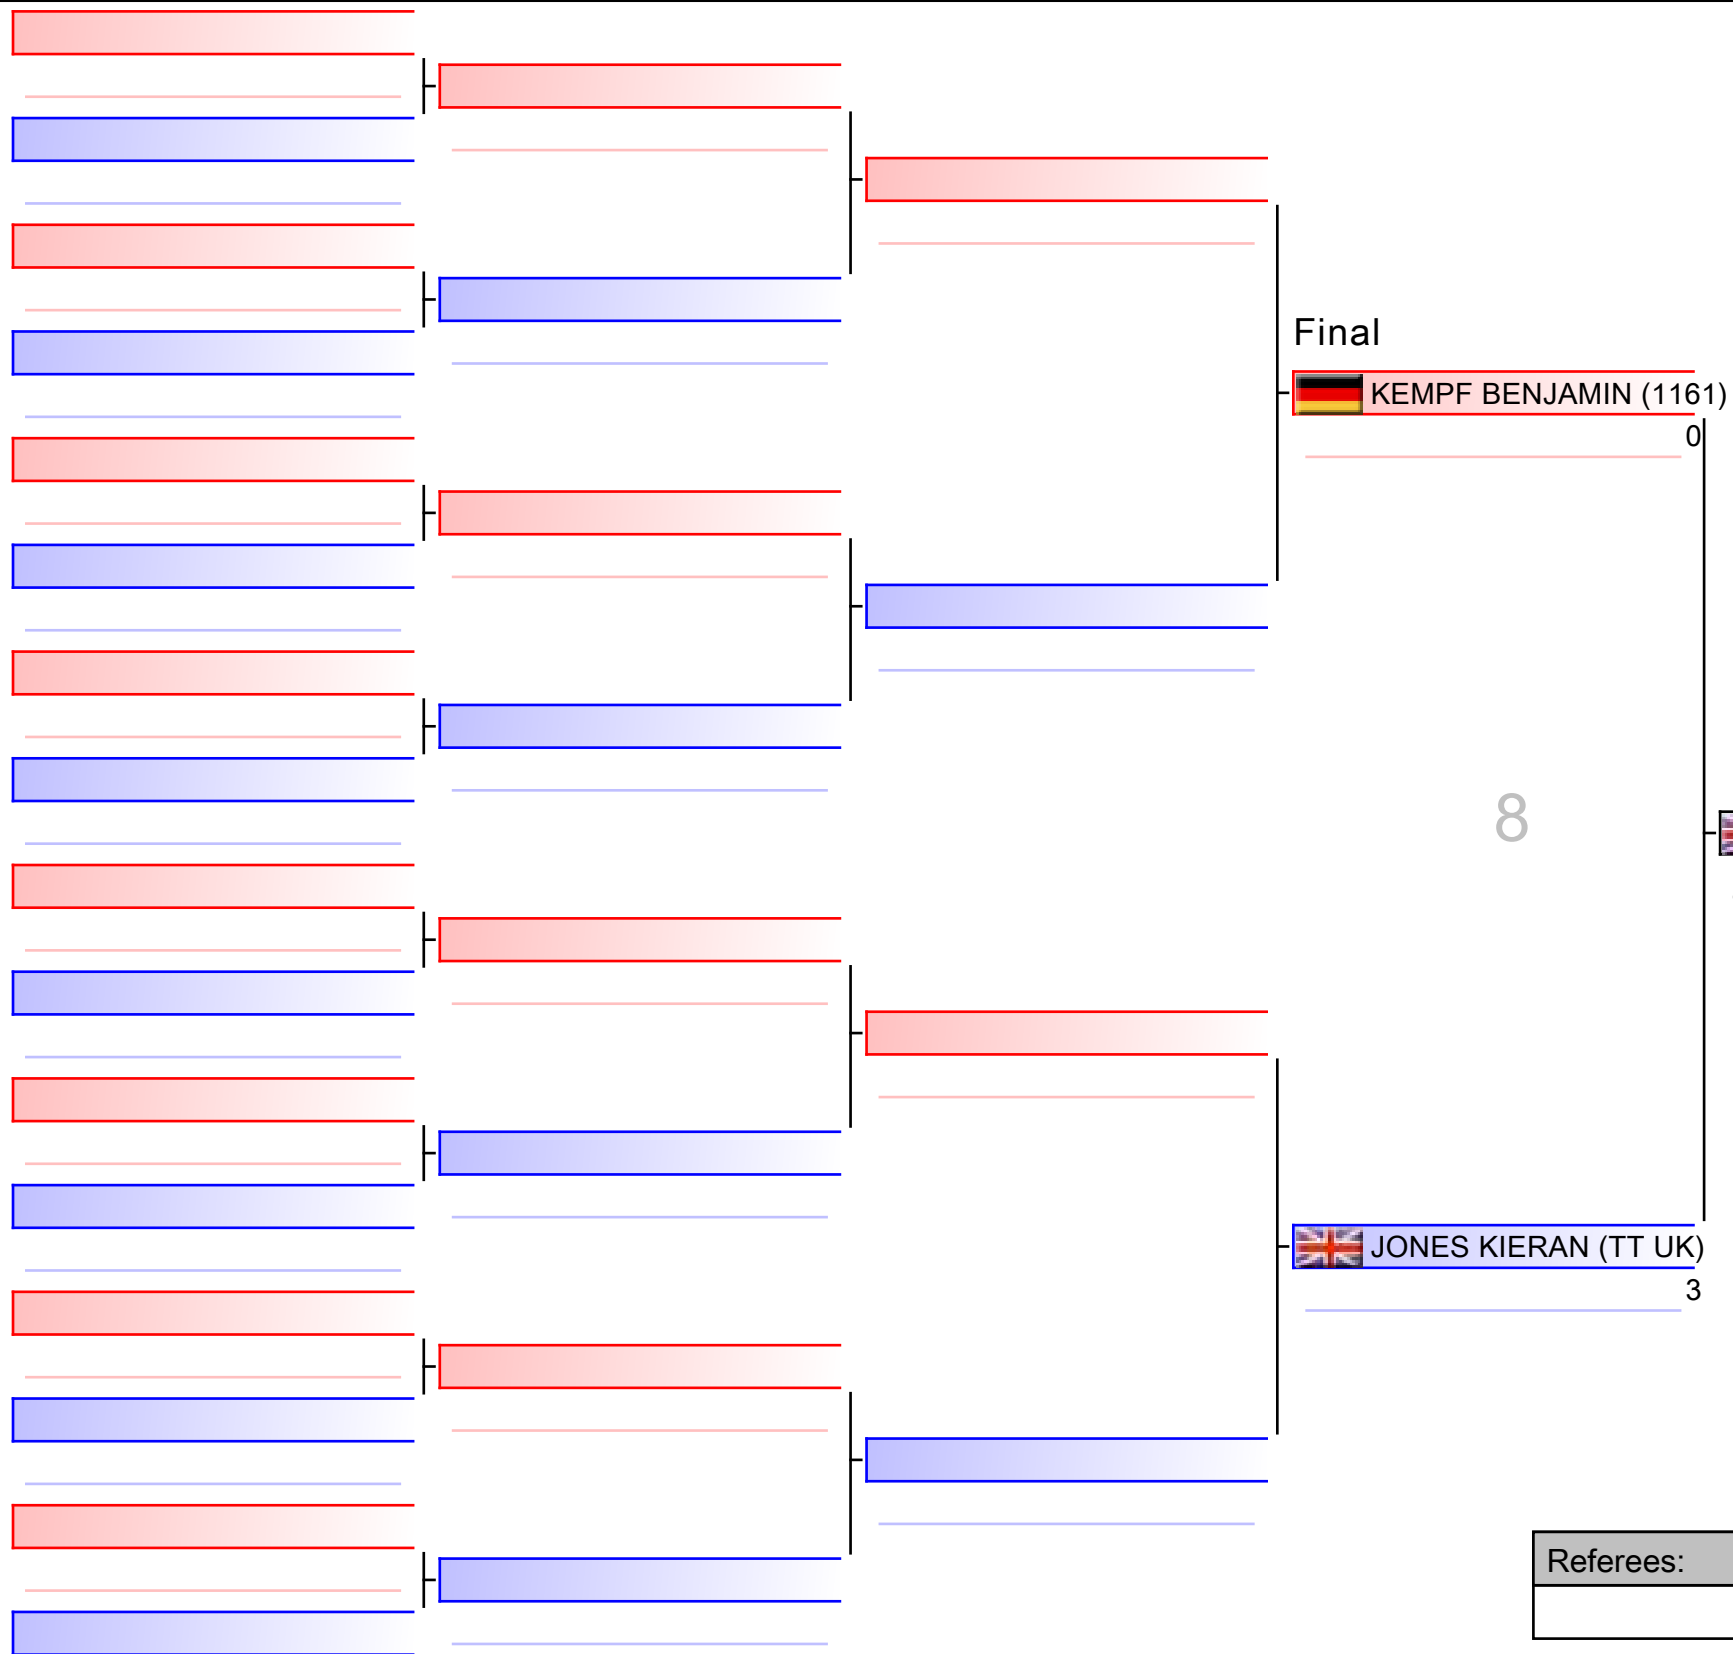 Final
KEMPF BENJAMIN (1161)
0
8
JONES KIERAN (TT UK)
3
Referees: